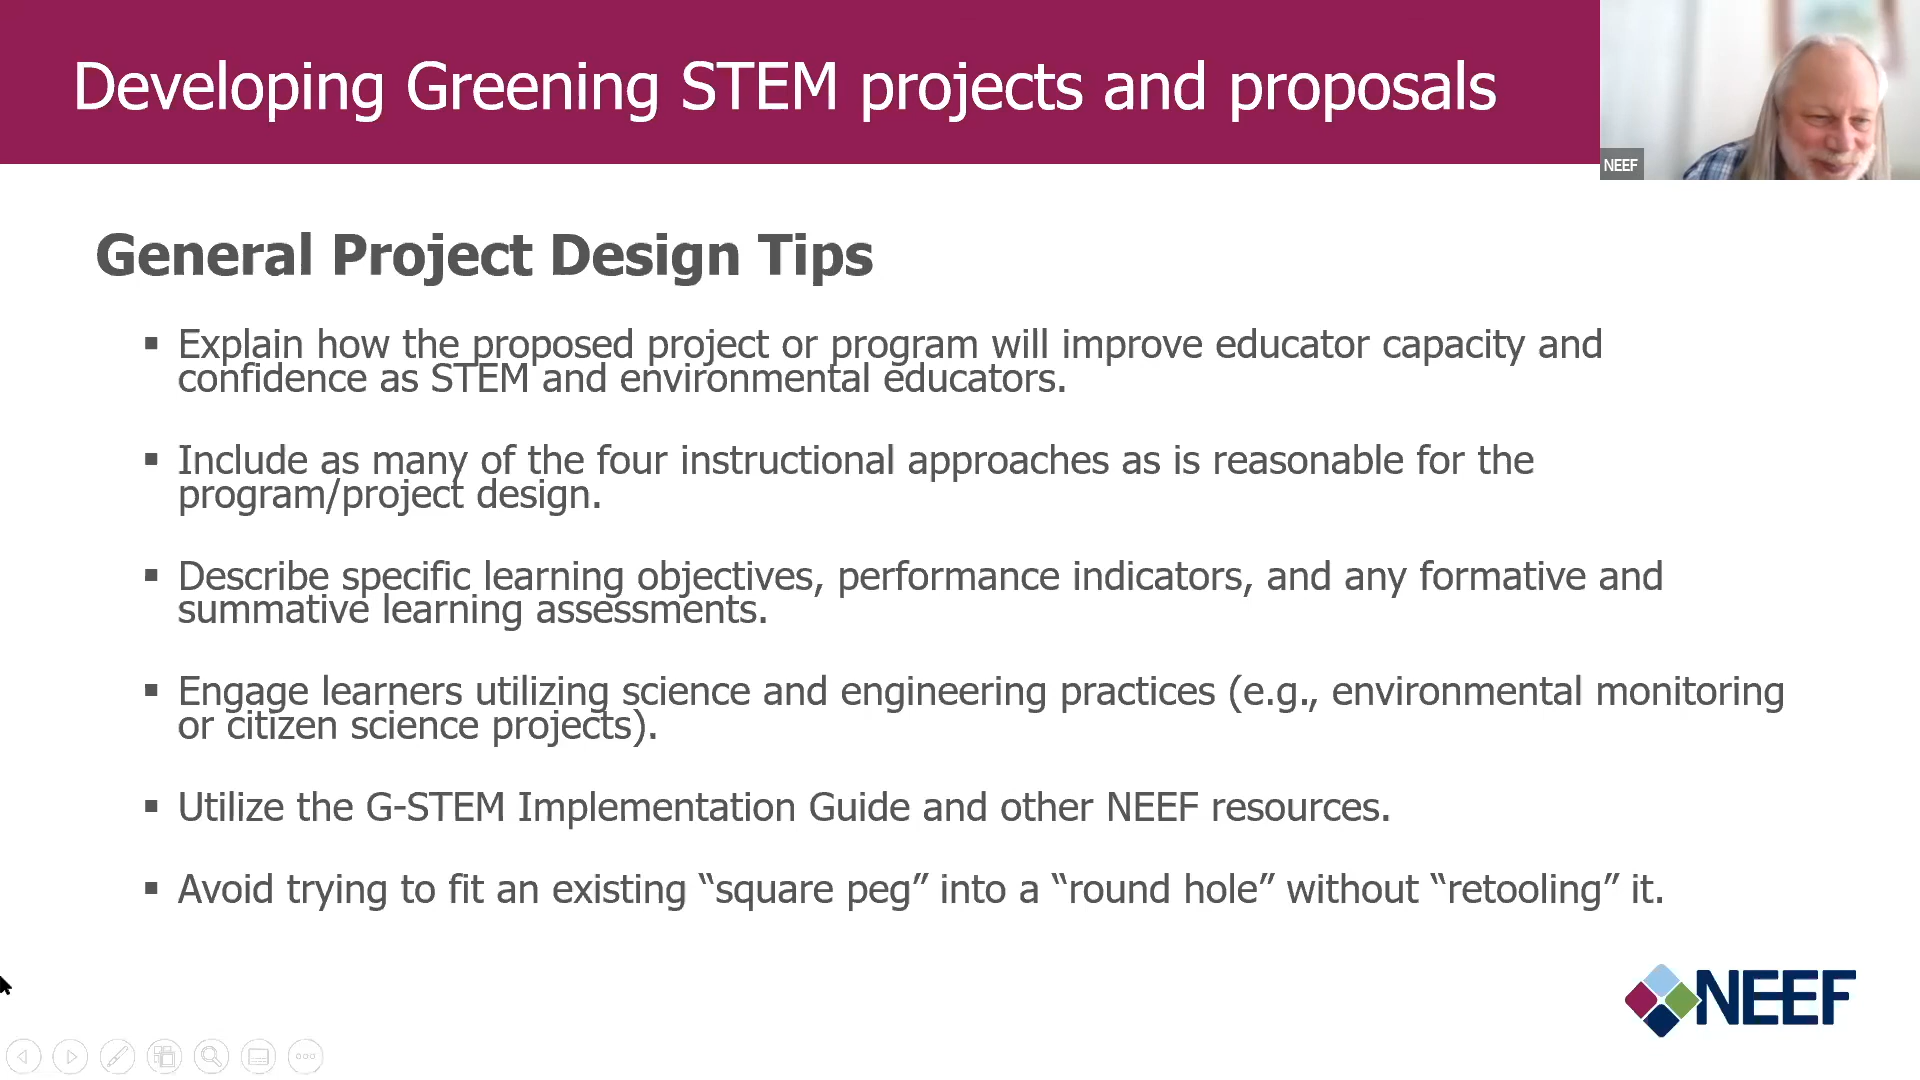 Developing Greening STEM projects and proposals
NEEF
General Project Design Tips
▪ Explain how the proposed project or program will improve educator capacity and
confidence as STEM and environmental educators.
▪ Include as many of the four instructional approaches as is reasonable for the
program/project design.
▪ Describe specific learning objectives, performance indicators, and any formative and
summative learning assessments.
▪ Engage learners utilizing science and engineering practices (e.g., environmental monitoring
or citizen science projects).
▪ Utilize the G-STEM Implementation Guide and other NEEF resources.
▪ Avoid trying to fit an existing “square peg” into a “round hole” without “retooling” it.
NEEF